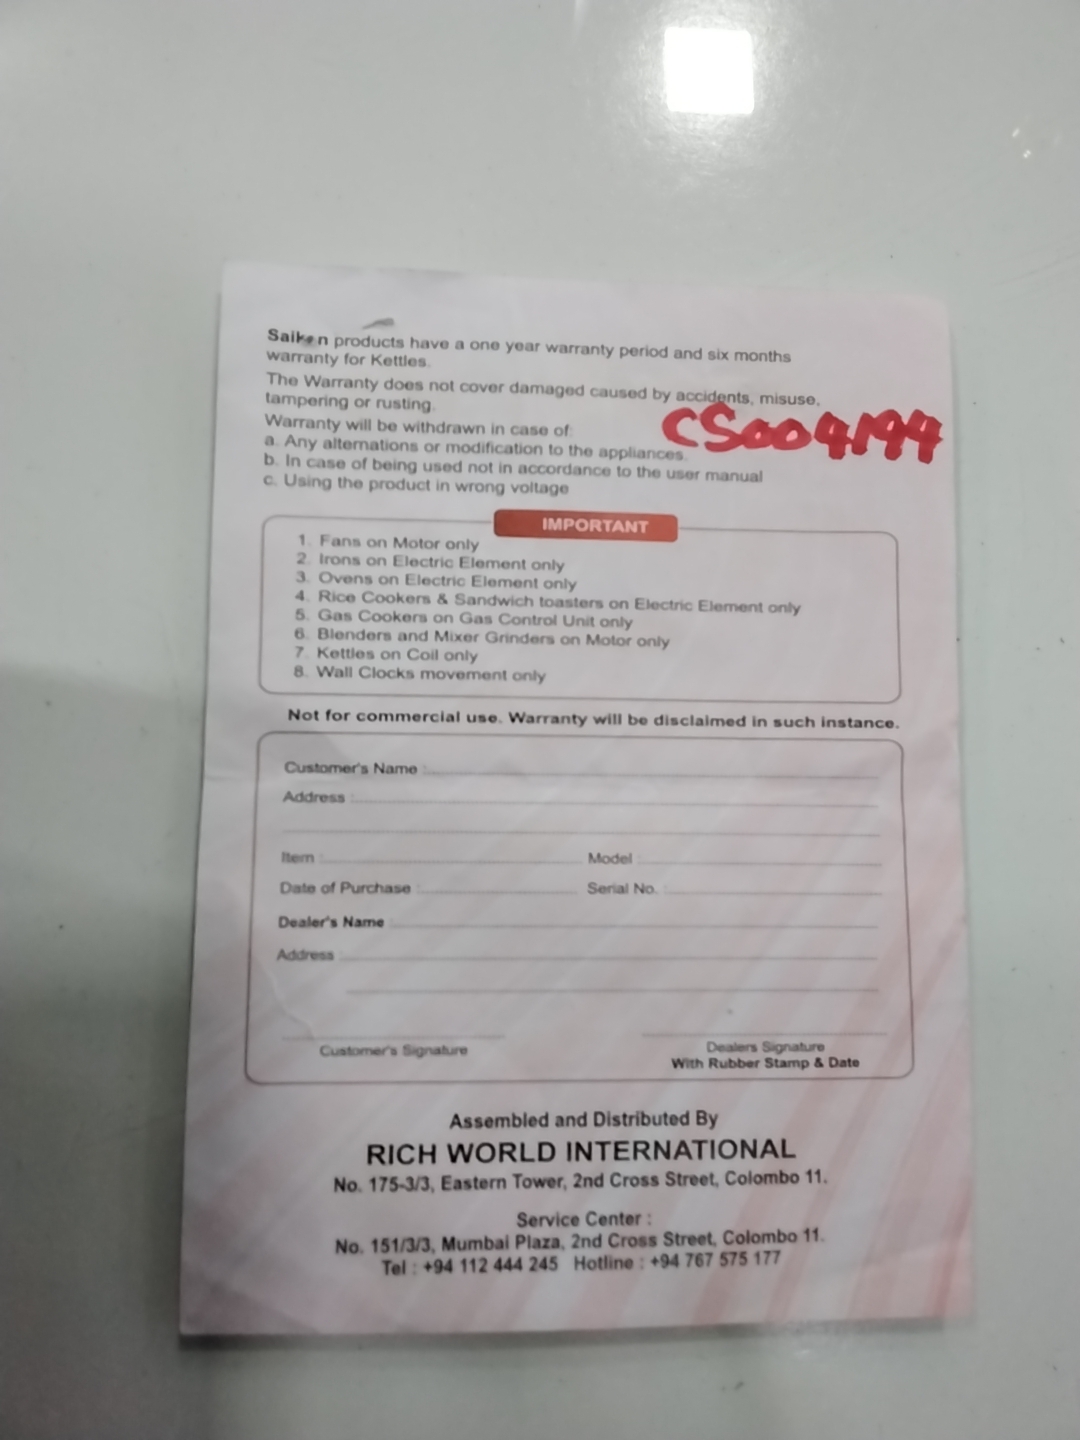 Saiken products have a one year warranty period and six months
warranty for Kettles.
The Warranty does not cover damaged caused by accidents, misuse,
tampering or rusting.
Warranty will be withdrawn in case of:
CS004194
a. Any alternations or modification to the appliances.
b. In case of being used not in accordance to the user manual
c. Using the product in wrong voltage
IMPORTANT
1. Fans on Motor only
2. Irons on Electric Element only
3. Ovens on Electric Element only
4. Rice Cookers & Sandwich toasters on Electric Element only
5. Gas Cookers on Gas Control Unit only
6. Blenders and Mixer Grinders on Motor only
7. Kettles on Coil only
8. Wall Clocks movement only
Not for commercial use. Warranty will be disclaimed in such instance.
Customer's Name :
Address :
Item : Model :
Date of Purchase : Serial No. :
Dealer's Name :
Address :
Customer's Signature Dealers Signature
With Rubber Stamp & Date
Assembled and Distributed By
RICH WORLD INTERNATIONAL
No. 175-3/3, Eastern Tower, 2nd Cross Street, Colombo 11.
Service Center :
No. 151/3/3, Mumbai Plaza, 2nd Cross Street, Colombo 11.
Tel : +94 112 444 245 Hotline : +94 767 575 177